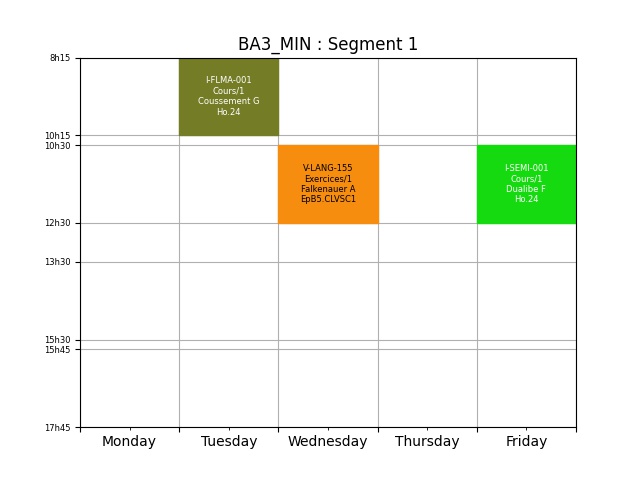 BA3_MIN : Segment 1
8h15
I-FLMA-001
Cours/1
Coussement G
Ho.24
10h15
10h30
V-LANG-155
Exercices/1
Falkenauer A
EpB5.CLVSC1
I-SEMI-001
Cours/1
Dualibe F
Ho.24
12h30
13h30
15h30
15h45
17h45
Monday Tuesday Wednesday Thursday Friday